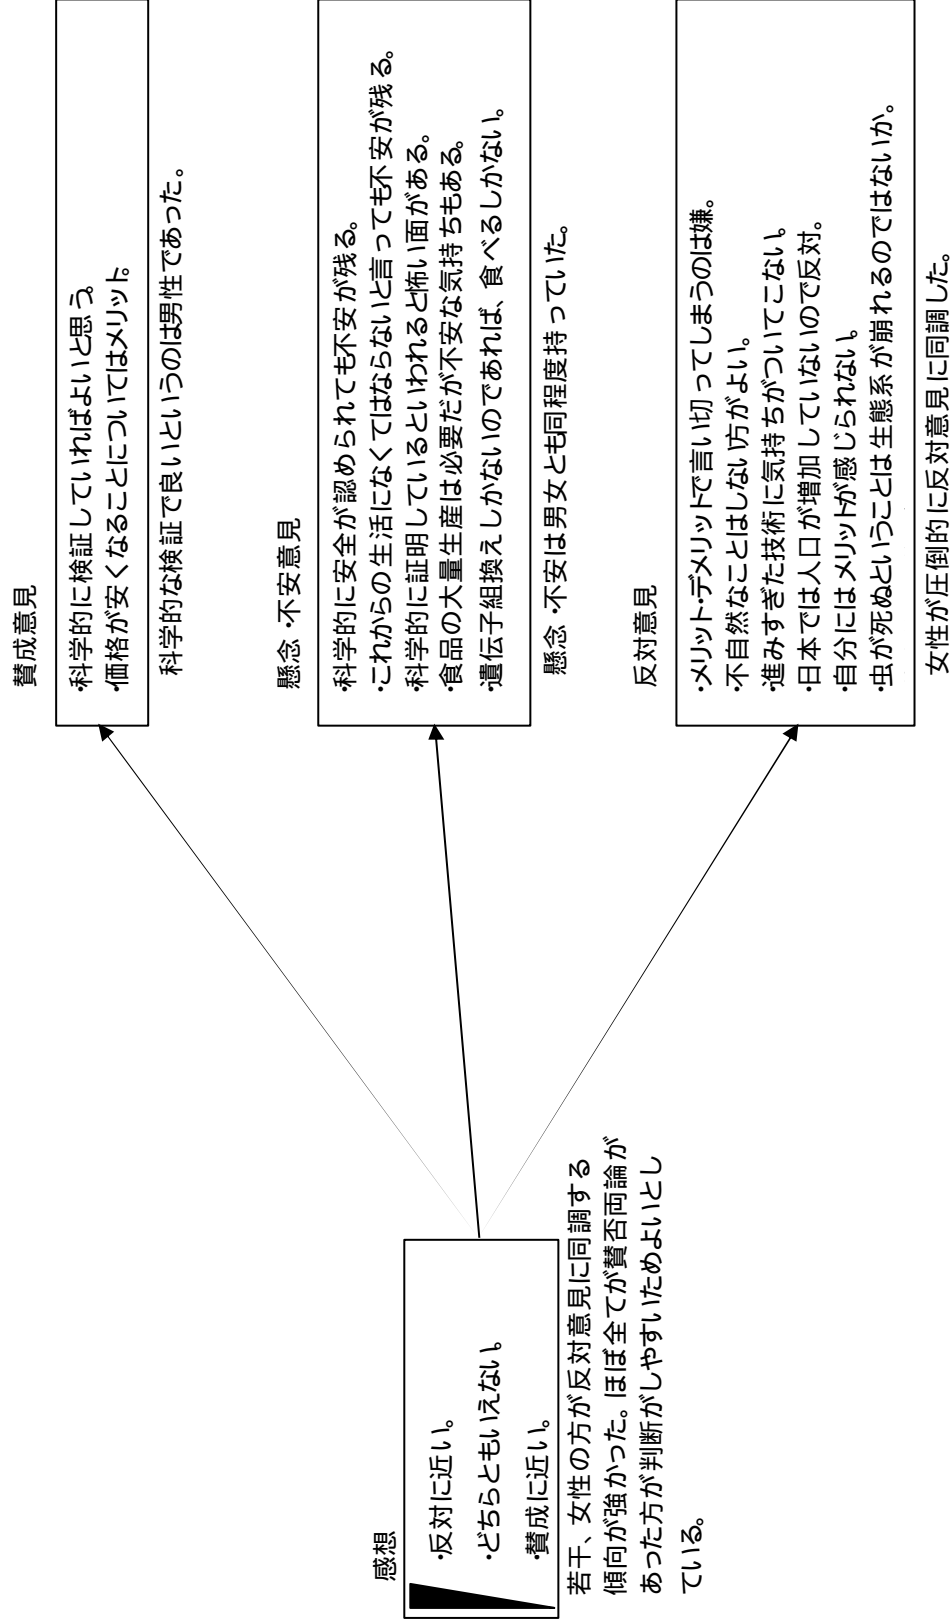 感想
・反対に近い。
・どちらともいえない。
・賛成に近い。
若干、女性の方が反対意見に同調する
傾向が強かった。ほぼ全てが賛否両論が
あった方が判断がしやすいためよいとし
ている。
賛成意見
・科学的に検証していればよいと思う。
・価格が安くなることについてはメリット。
科学的な検証で良いというのは男性であった。
懸念・不安意見
・科学的に安全が認められても不安が残る。
・これからの生活になくてはならないと言っても不安が残る。
・科学的に証明しているといわれると怖い面がある。
・食品の大量生産は必要だが不安な気持ちもある。
・遺伝子組換えしかないのであれば、食べるしかない。
懸念・不安は男女とも同程度持っていた。
反対意見
・メリット・デメリットで言い切ってしまうのは嫌。
・不自然なことはしない方がよい。
・進みすぎた技術に気持ちがついてこない。
・日本では人口が増加していないので反対。
・自分にはメリットが感じられない。
・虫が死ぬということは生態系が崩れるのではないか。
女性が圧倒的に反対意見に同調した。